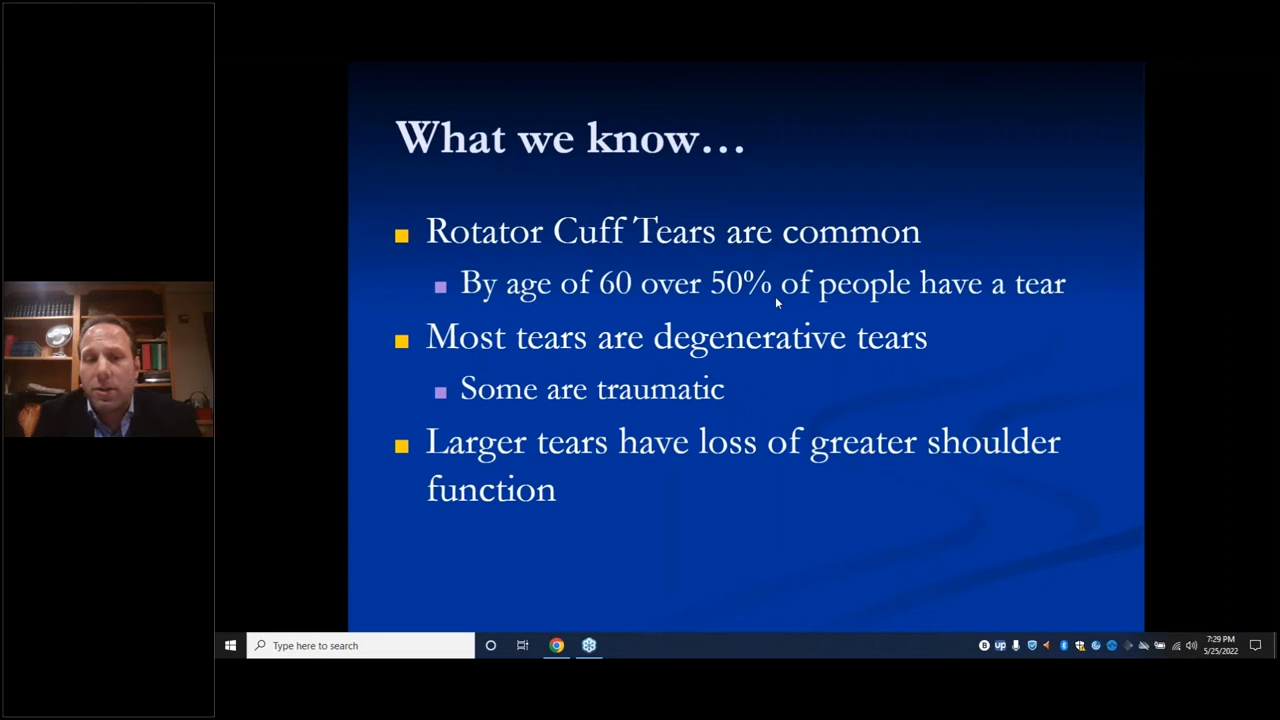 What we know…
Rotator Cuff Tears are common
By age of 60 over 50% of people have a tear
Most tears are degenerative tears
Some are traumatic
Larger tears have loss of greater shoulder
function
Type here to search
B
UP
7:29 PM
5/25/2022